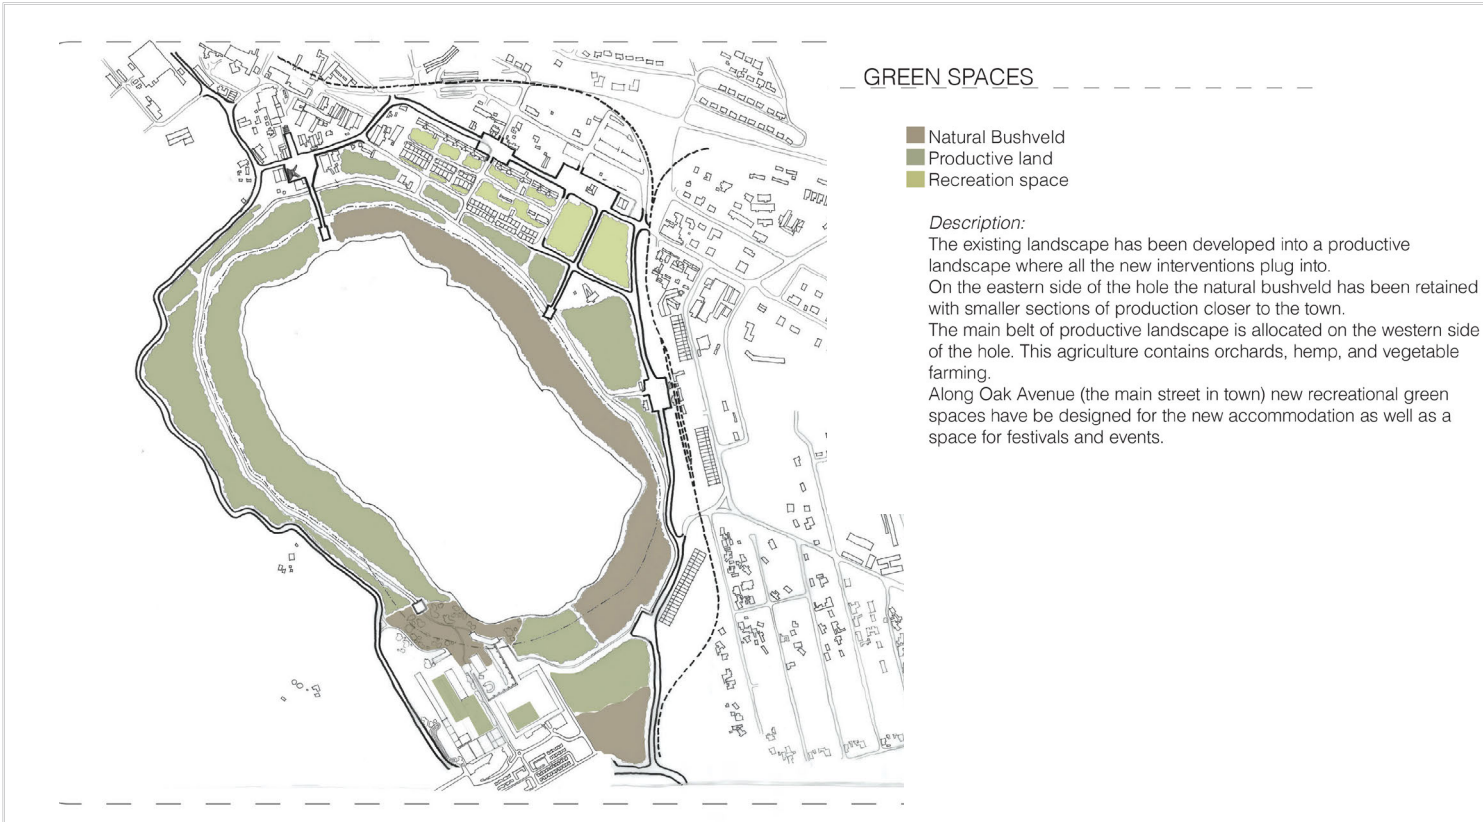 GREEN SPACES
Natural Bushveld
Productive land
Recreation space
Description:
The existing landscape has been developed into a productive
landscape where all the new interventions plug into.
On the eastern side of the hole the natural bushveld has been retained
with smaller sections of production closer to the town.
The main belt of productive landscape is allocated on the western side
of the hole. This agriculture contains orchards, hemp, and vegetable
farming.
Along Oak Avenue (the main street in town) new recreational green
spaces have be designed for the new accommodation as well as a
space for festivals and events.